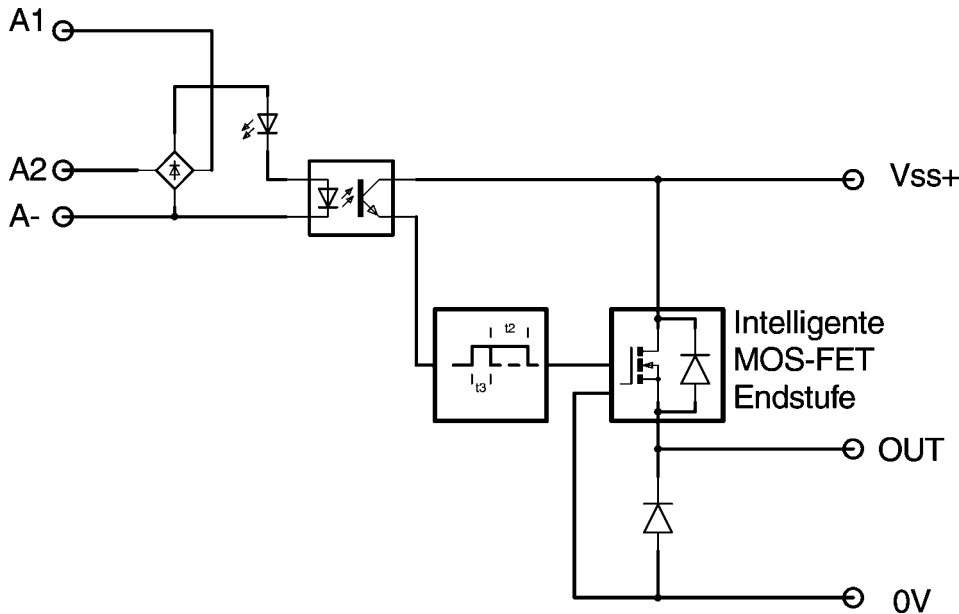 A1
A2
A-
Vss+
t2
t3
Intelligente
MOS-FET
Endstufe
OUT
0V